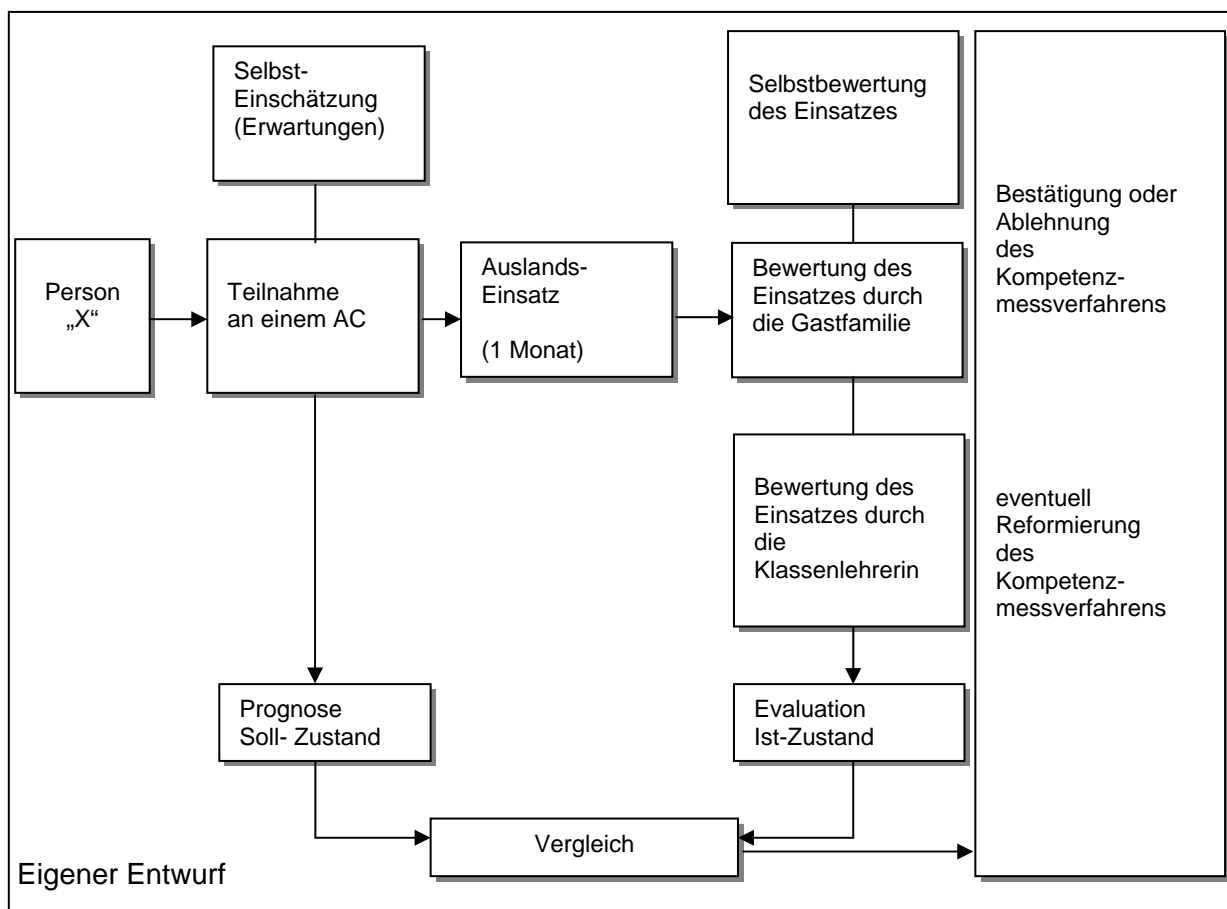 Selbst-
Einschätzung
(Erwartungen)
Selbstbewertung
des Einsatzes
Person
„X“
Teilnahme
an einem AC
Auslands-
Einsatz
(1 Monat)
Bewertung des
Einsatzes durch
die Gastfamilie
Bestätigung oder
Ablehnung
des
Kompetenz-
messverfahrens
Bewertung des
Einsatzes durch
die
Klassenlehrerin
eventuell
Reformierung
des
Kompetenz-
messverfahrens
Prognose
Soll- Zustand
Evaluation
Ist-Zustand
Vergleich
Eigener Entwurf